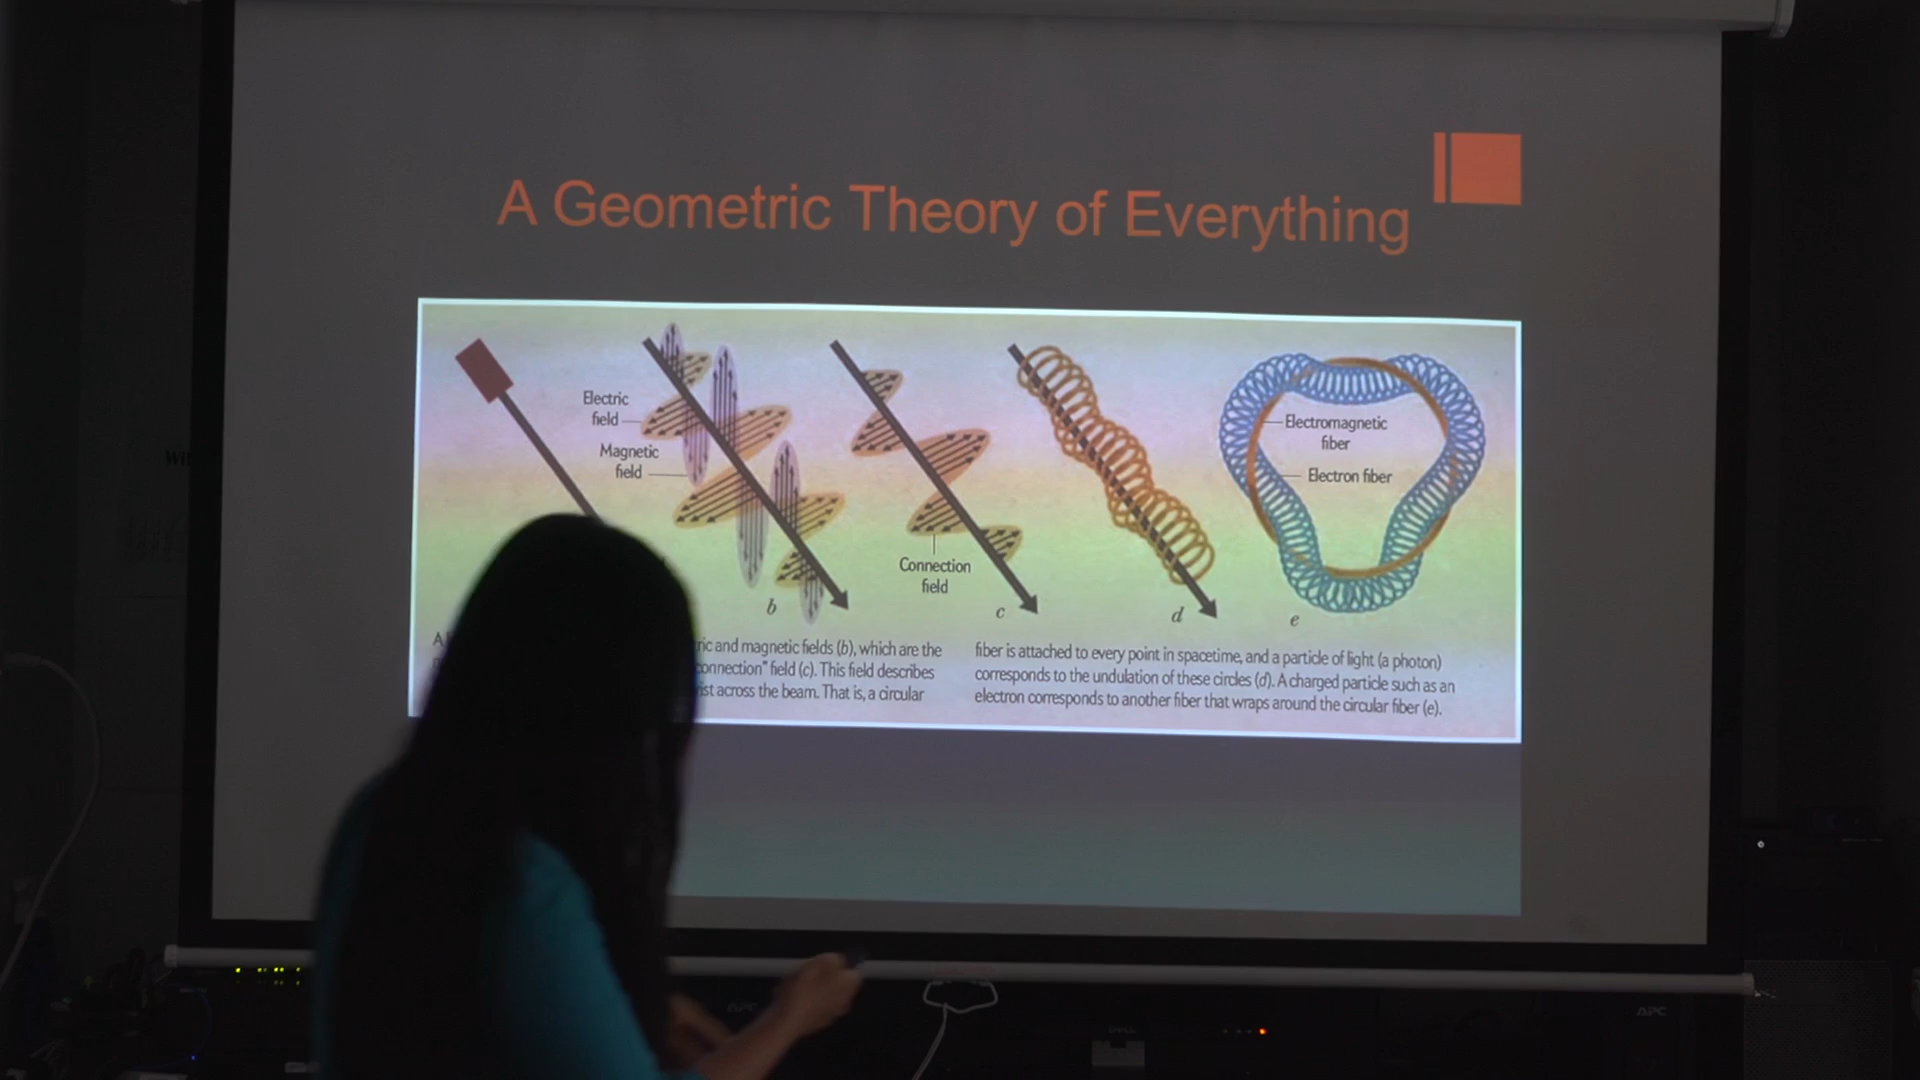 A Geometric Theory of Everything
Electric
field
Magnetic
field
Connection
field
Electromagnetic
fiber
Electron fiber
b
c
d
e
and magnetic fields (b), which are the
connection" field (c). This field describes
across the beam. That is, a circular
fiber is attached to every point in spacetime, and a particle of light (a photon)
corresponds to the undulation of these circles (d). A charged particle such as an
electron corresponds to another fiber that wraps around the circular fiber (e).
APC
DELL
APC